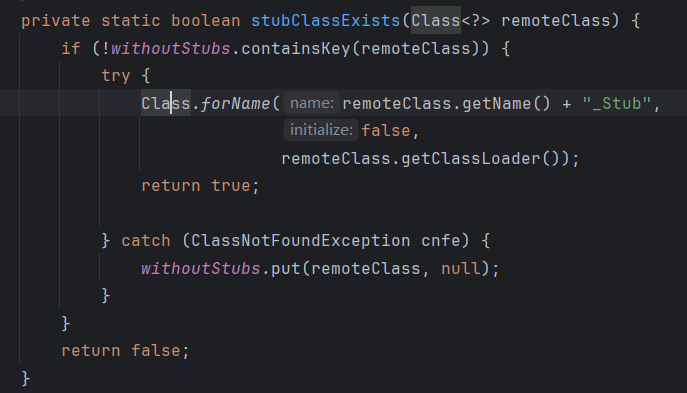 private static boolean stubClassExists(Class<?> remoteClass) {
if (!withoutStubs.containsKey(remoteClass)) {
try {
Class.forName( name: remoteClass.getName() + "_Stub",
initialize: false,
remoteClass.getClassLoader());
return true;
} catch (ClassNotFoundException cnfe) {
withoutStubs.put(remoteClass, null);
}
}
return false;
}